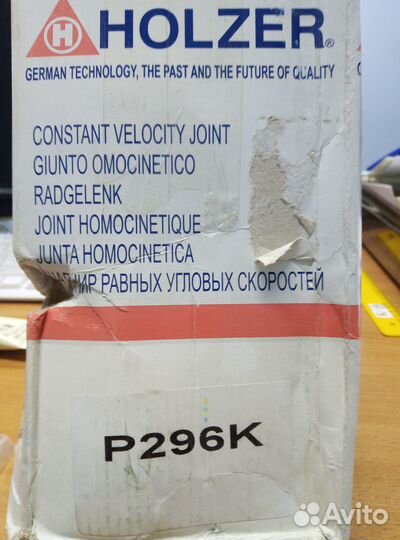 H HOLZER®
GERMAN TECHNOLOGY, THE PAST AND THE FUTURE OF QUALITY
CONSTANT VELOCITY JOINT
GIUNTO OMOCINETICO
RADGELENK
JOINT HOMOCINETIQUE
JUNTA HOMOCINETICA
РАВНЫХ УГЛОВЫХ СКОРОСТЕЙ
P296K
Avito